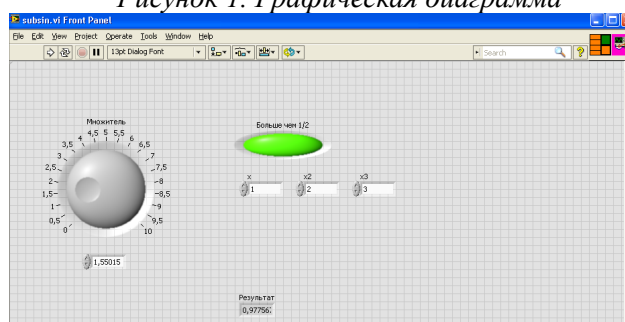 Рисунок 1. Графическая диаграмма
subsin.vi Front Panel
File Edit View Project Operate Tools Window Help
13pt Dialog Font
Search
?
Множитель
0 0,5 1 1,5 2 2,5 3 3,5 4 4,5 5 5,5 6 6,5 7 7,5 8 8,5 9 9,5 10
1,55015
Больше чем 1/2
x x2 x3
1 2 3
Результат
0,97756